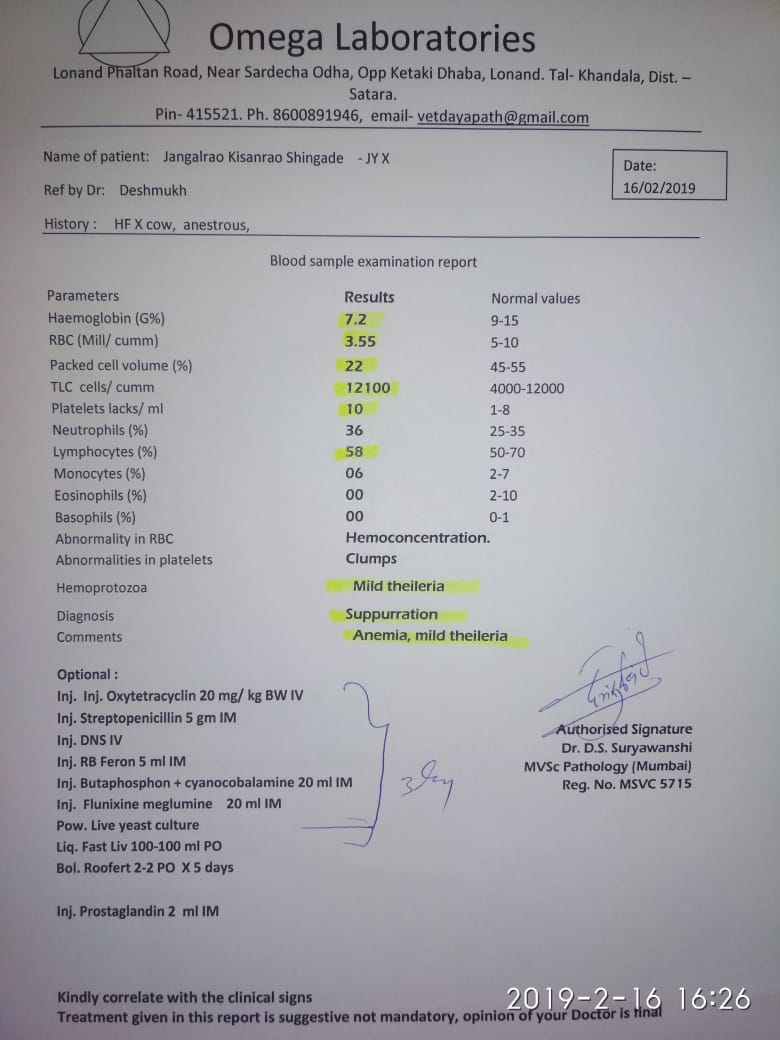 Omega Laboratories
Lonand Phaltan Road, Near Sardecha Odha, Opp Ketaki Dhaba, Lonand. Tal- Khandala, Dist. –
Satara.
Pin- 415521. Ph. 8600891946, email- vetdayapath@gmail.com
Name of patient: Jangalrao Kisanrao Shingade - JY X
Date:
16/02/2019
Ref by Dr: Deshmukh
History : HF X cow, anestrous,
Blood sample examination report
Parameters Results Normal values
Haemoglobin (G%) 7.2 9-15
RBC (Mill/ cumm) 3.55 5-10
Packed cell volume (%) 22 45-55
TLC cells/ cumm 12100 4000-12000
Platelets lacks/ ml 10 1-8
Neutrophils (%) 36 25-35
Lymphocytes (%) 58 50-70
Monocytes (%) 06 2-7
Eosinophils (%) 00 2-10
Basophils (%) 00 0-1
Abnormality in RBC Hemoconcentration.
Abnormalities in platelets Clumps
Hemoprotozoa Mild theileria
Diagnosis Suppurration
Comments Anemia, mild theileria
Optional :
Inj. Inj. Oxytetracyclin 20 mg/ kg BW IV
Inj. Streptopenicillin 5 gm IM
Inj. DNS IV
Inj. RB Feron 5 ml IM
Inj. Butaphosphon + cyanocobalamine 20 ml IM
Inj. Flunixine meglumine 20 ml IM
Pow. Live yeast culture
Liq. Fast Liv 100-100 ml PO
Bol. Roofert 2-2 PO X 5 days
Inj. Prostaglandin 2 ml IM
Authorised Signature
Dr. D.S. Suryawanshi
MVSc Pathology (Mumbai)
Reg. No. MSVC 5715
Kindly correlate with the clinical signs
Treatment given in this report is suggestive not mandatory, opinion of your Doctor is final
2019-2-16 16:26